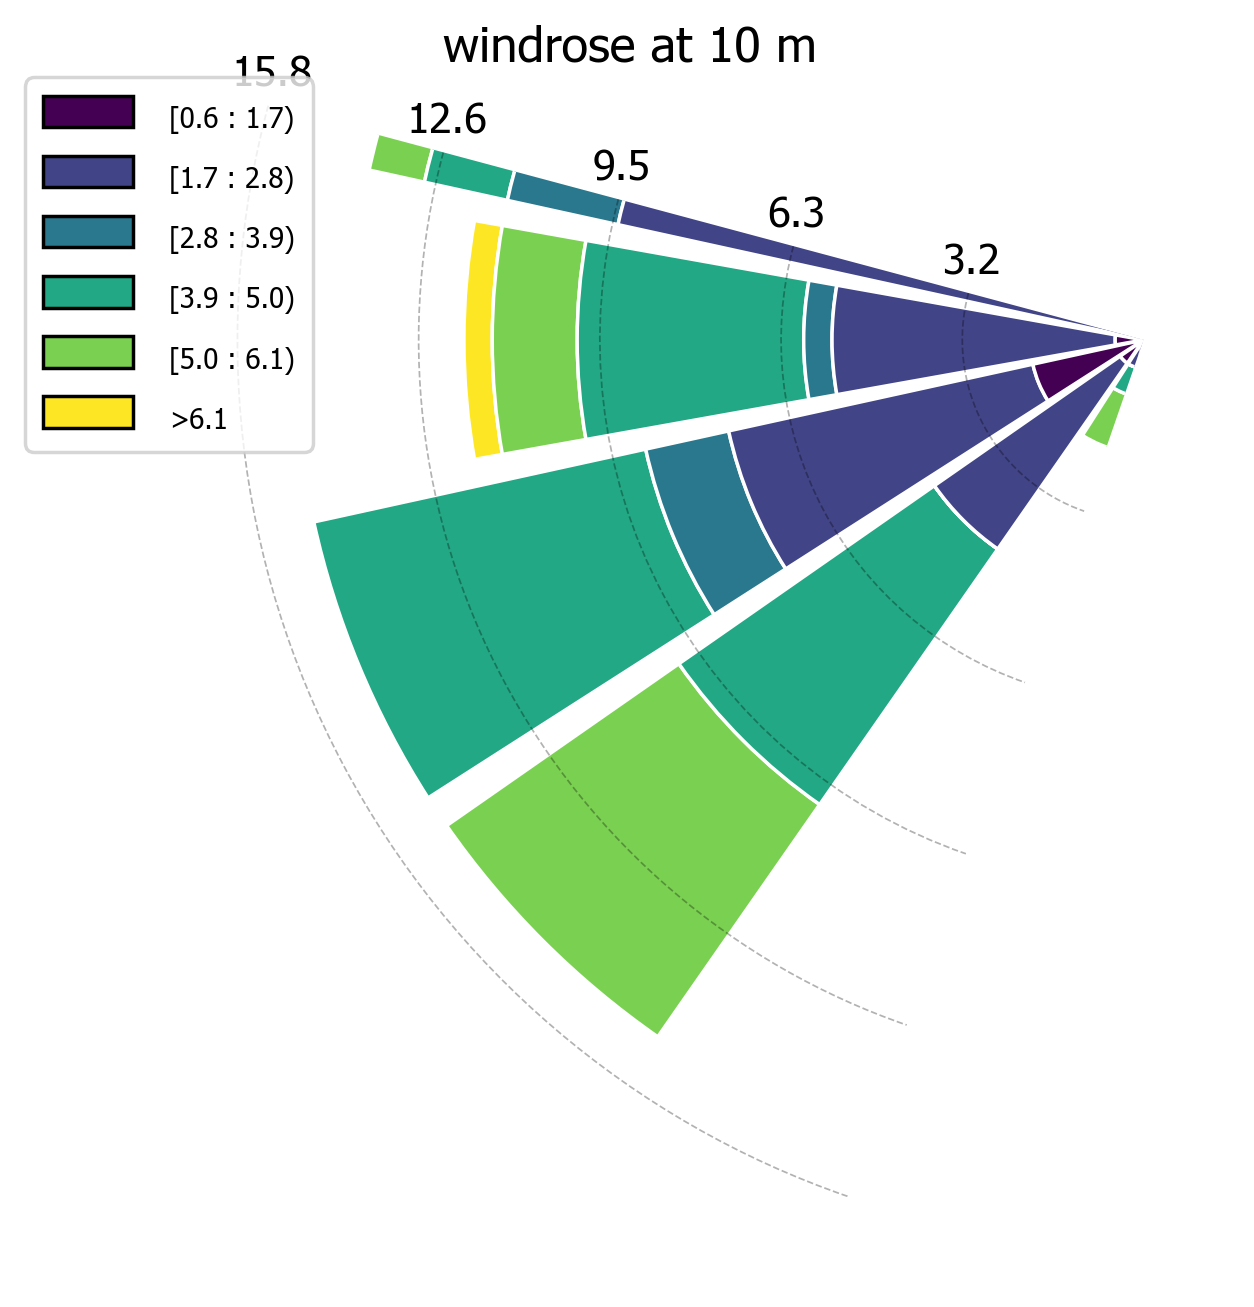 windrose at 10 m
15.8
12.6
9.5
6.3
3.2
[0.6 : 1.7)
[1.7 : 2.8)
[2.8 : 3.9)
[3.9 : 5.0)
[5.0 : 6.1)
>6.1